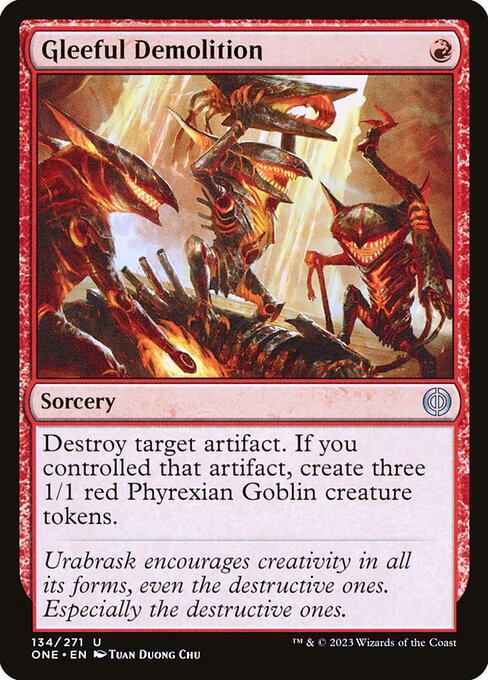 Gleeful Demolition
Sorcery
Destroy target artifact. If you
controlled that artifact, create three
1/1 red Phyrexian Goblin creature
tokens.
Urabrask encourages creativity in all
its forms, even the destructive ones.
Especially the destructive ones.
134/271 U
ONE • EN Tuan Duong Chu
™ & © 2023 Wizards of the Coast